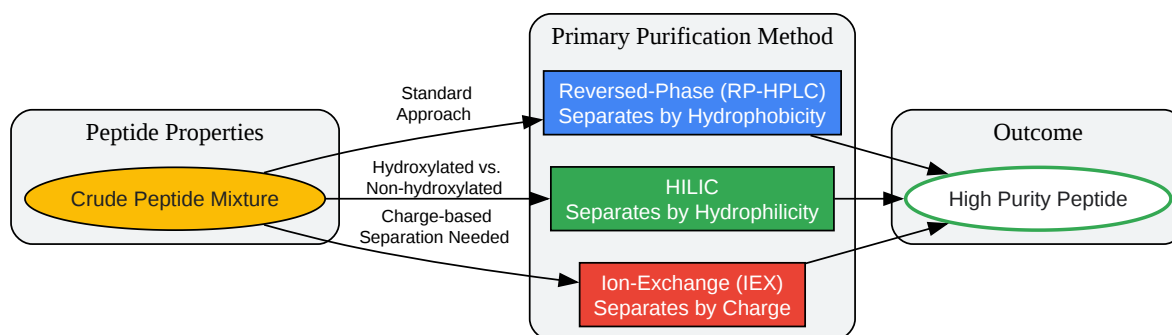 Peptide Properties
Crude Peptide Mixture
Standard
Approach
Hydroxylated vs.
Non-hydroxylated
Charge-based
Separation Needed
Primary Purification Method
Reversed-Phase (RP-HPLC)
Separates by Hydrophobicity
HILIC
Separates by Hydrophilicity
Ion-Exchange (IEX)
Separates by Charge
Outcome
High Purity Peptide